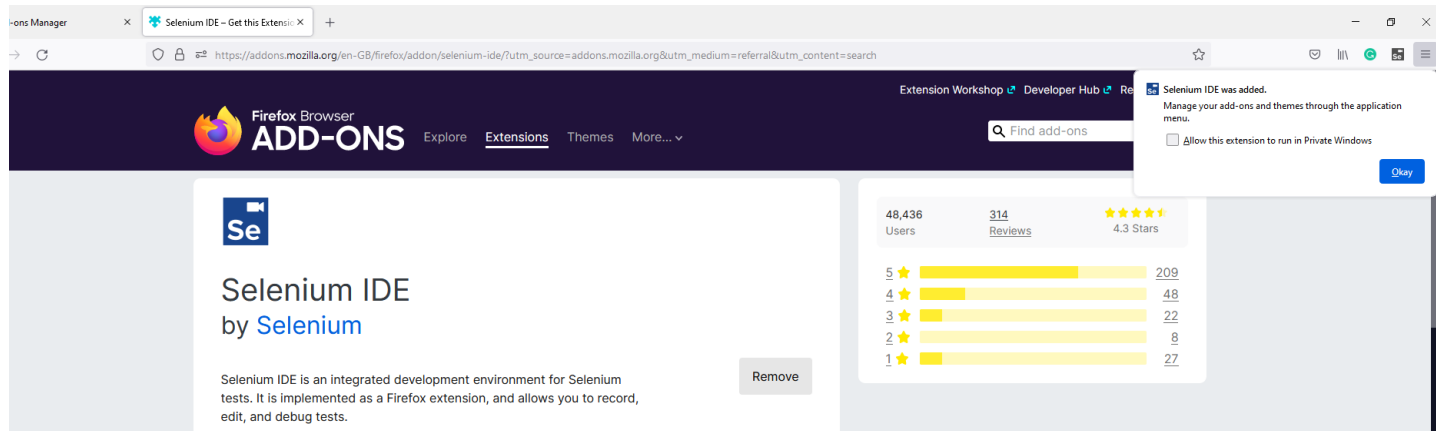 -ons Manager
Selenium IDE – Get this Extensio
https://addons.mozilla.org/en-GB/firefox/addon/selenium-ide/?utm_source=addons.mozilla.org&utm_medium=referral&utm_content=search
Se
Extension Workshop Developer Hub Re
Firefox Browser
ADD-ONS
Explore Extensions Themes More...
Find add-ons
Se
Selenium IDE was added.
Manage your add-ons and themes through the application
menu.
Allow this extension to run in Private Windows
Okay
Se
Selenium IDE
by Selenium
Selenium IDE is an integrated development environment for Selenium
tests. It is implemented as a Firefox extension, and allows you to record,
edit, and debug tests.
Remove
48,436 314
Users Reviews 4.3 Stars
5 209
4 48
3 22
2 8
1 27